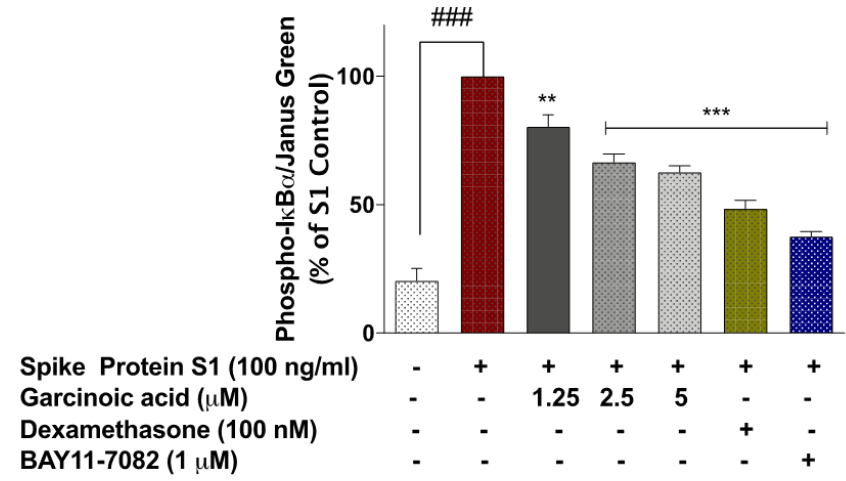 ###
Phospho-IκBα/Janus Green
(% of S1 Control)
100
50
0
**
***
Spike Protein S1 (100 ng/ml) - + + + + + +
Garcinoic acid (μM) - - 1.25 2.5 5 - -
Dexamethasone (100 nM) - - - - - + -
BAY11-7082 (1 μM) - - - - - - +